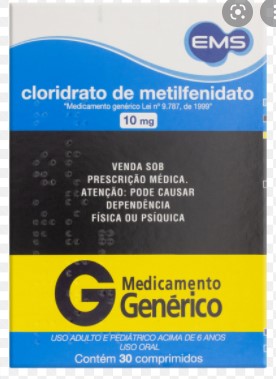 EMS
cloridrato de metilfenidato
"Medicamento genérico Lei nº 9.787, de 1999"
10 mg
VENDA SOB
PRESCRIÇÃO MÉDICA.
ATENÇÃO: PODE CAUSAR
DEPENDÊNCIA
FÍSICA OU PSÍQUICA
G Medicamento
Genérico
USO ADULTO E PEDIÁTRICO ACIMA DE 6 ANOS
USO ORAL
Contém 30 comprimidos